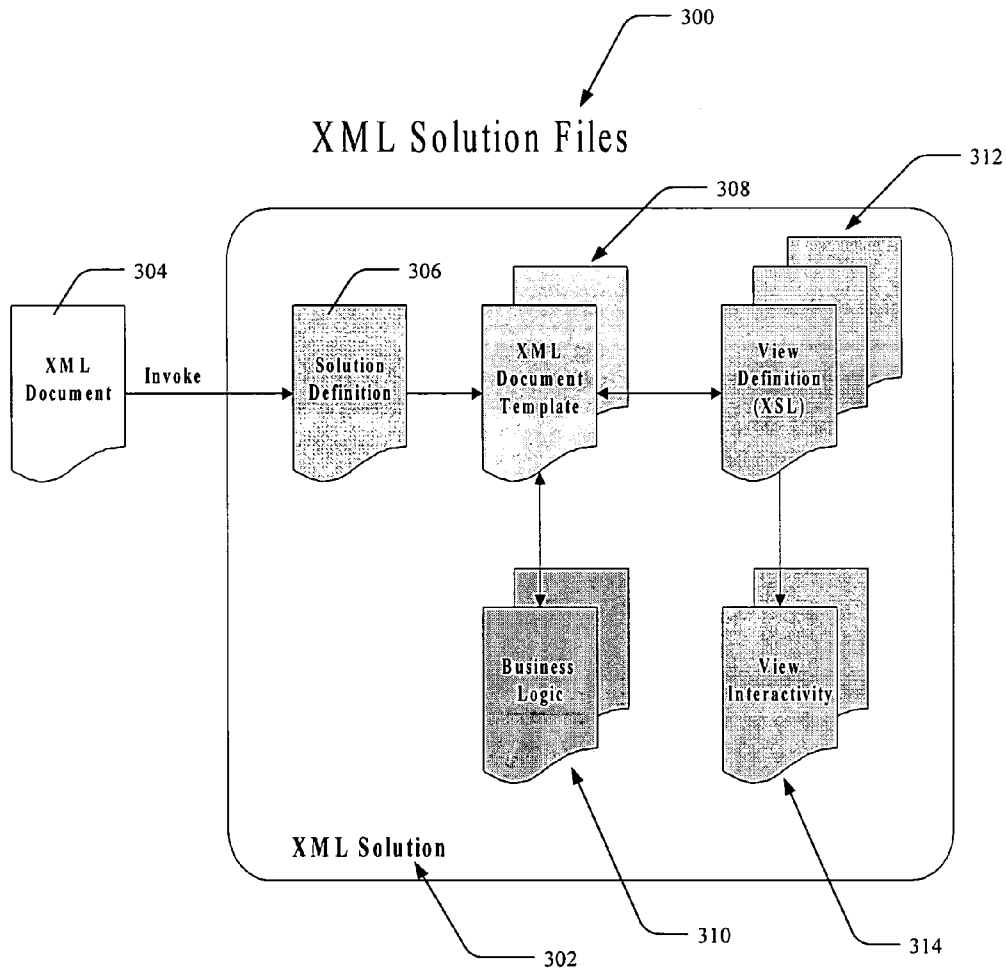 300
XML Solution Files
312
308
304
306
XML
Document
Invoke
Solution
Definition
XML
Document
Template
View
Definition
(XSL)
Business
Logic
View
Interactivity
XML Solution
310
314
302